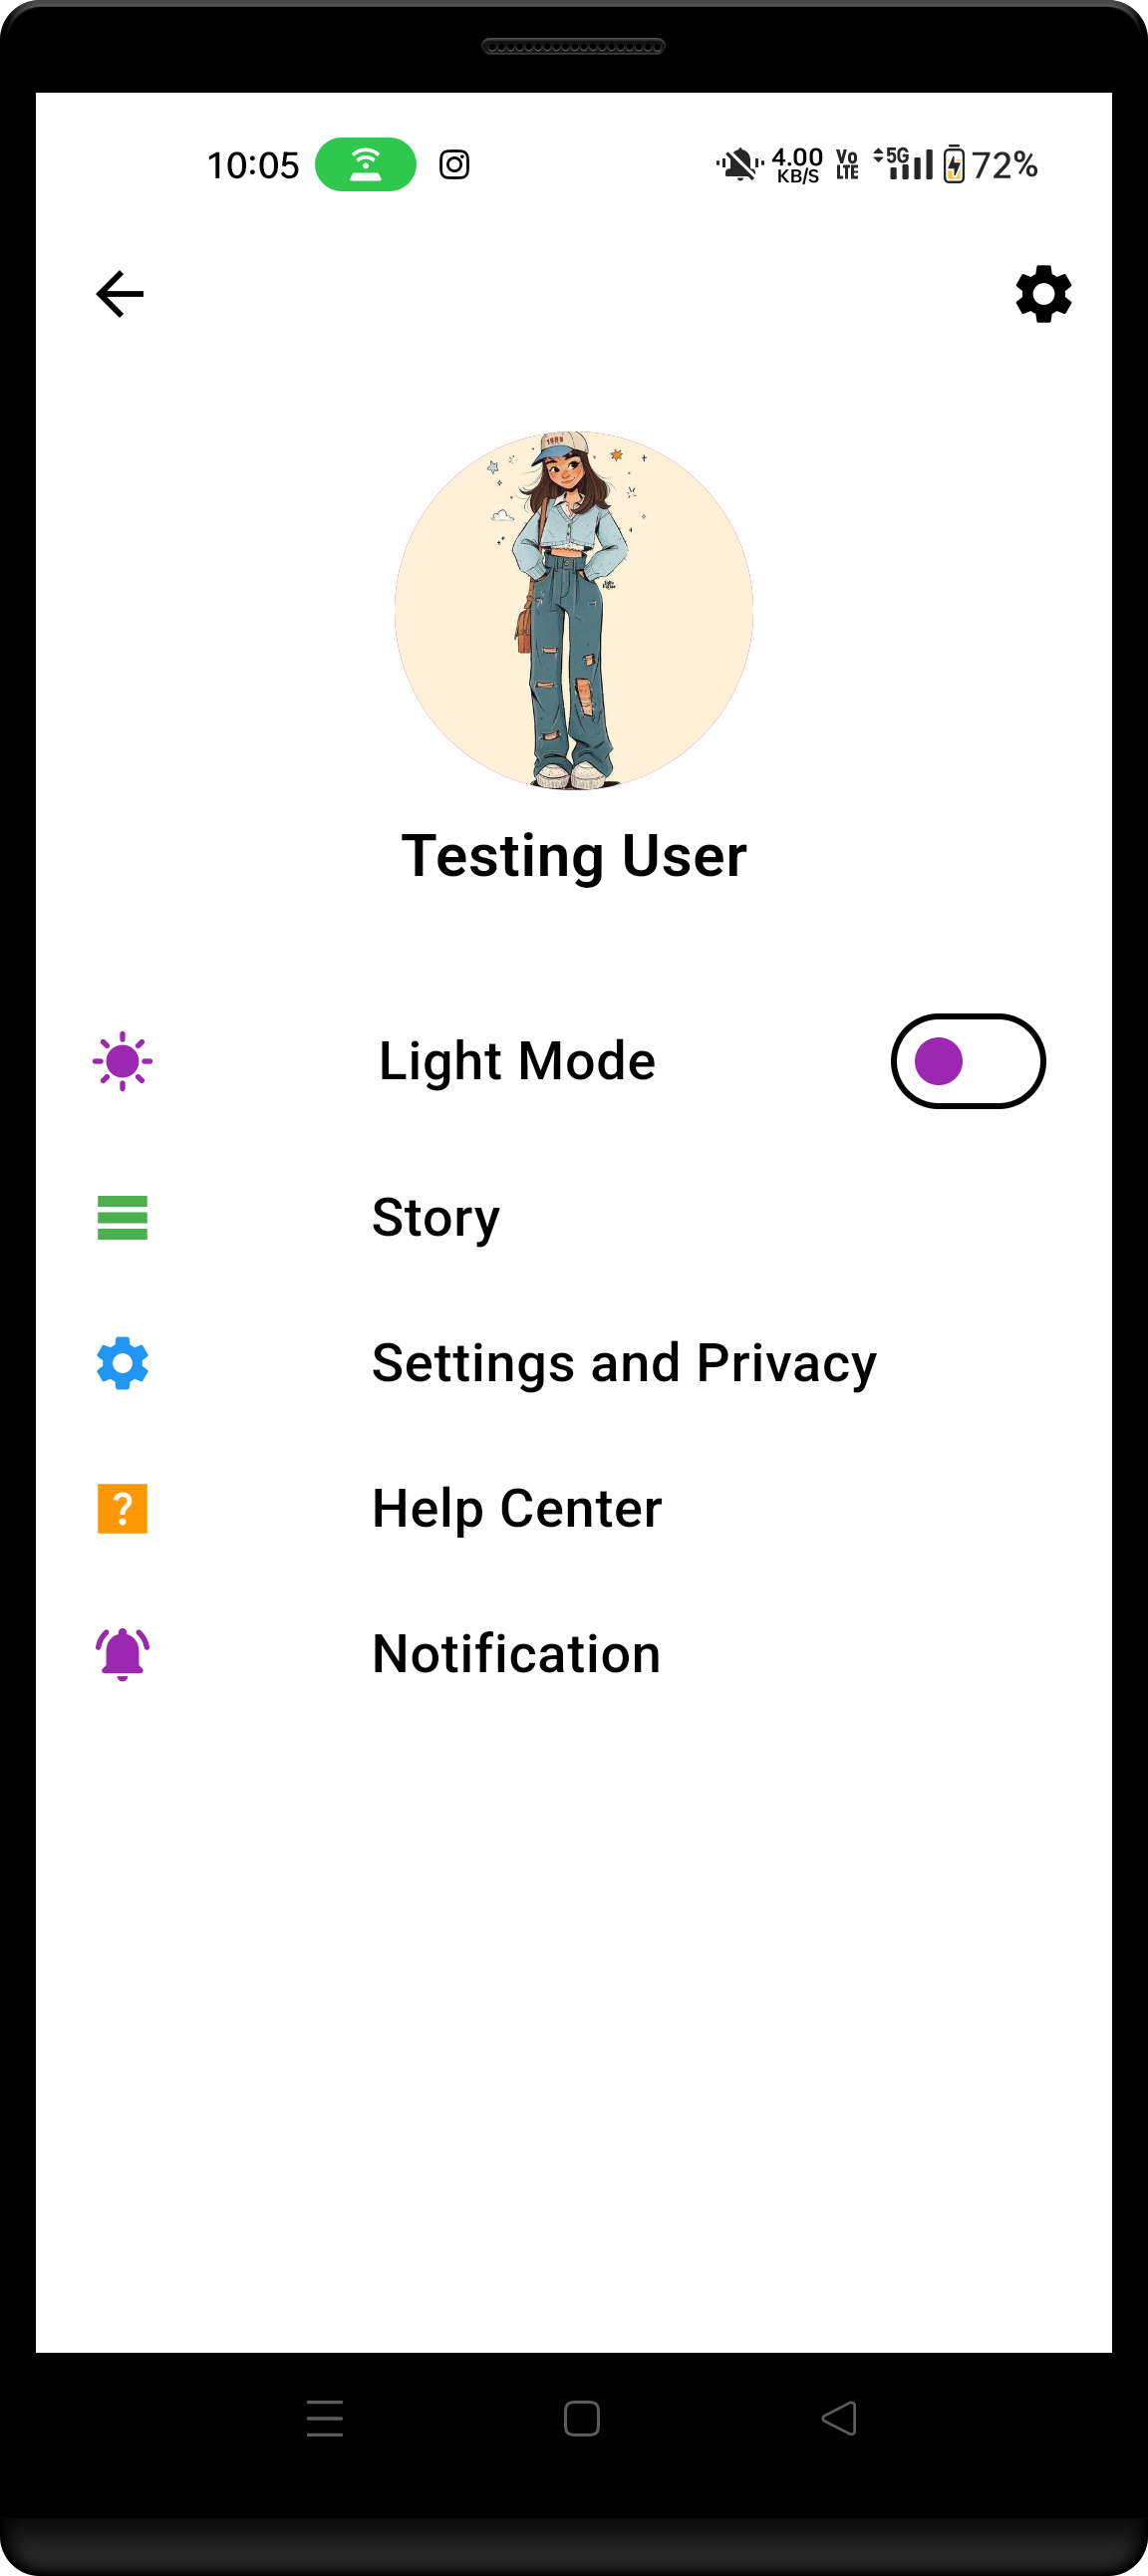 10:05 4.00 KB/S Vo LTE 5G 72%
Testing User
Light Mode
Story
Settings and Privacy
? Help Center
Notification